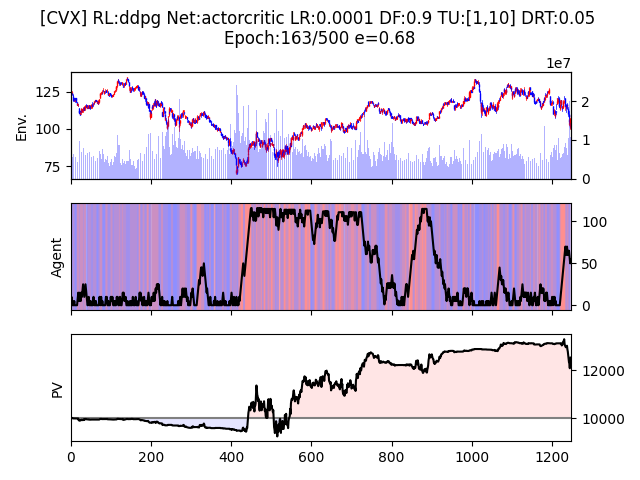 [CVX] RL:ddpg Net:actorcritic LR:0.0001 DF:0.9 TU:[1,10] DRT:0.05
Epoch:163/500 e=0.68
1e7
Env.
125
100
75
2
1
0
Agent
100
50
0
PV
12000
10000
0 200 400 600 800 1000 1200